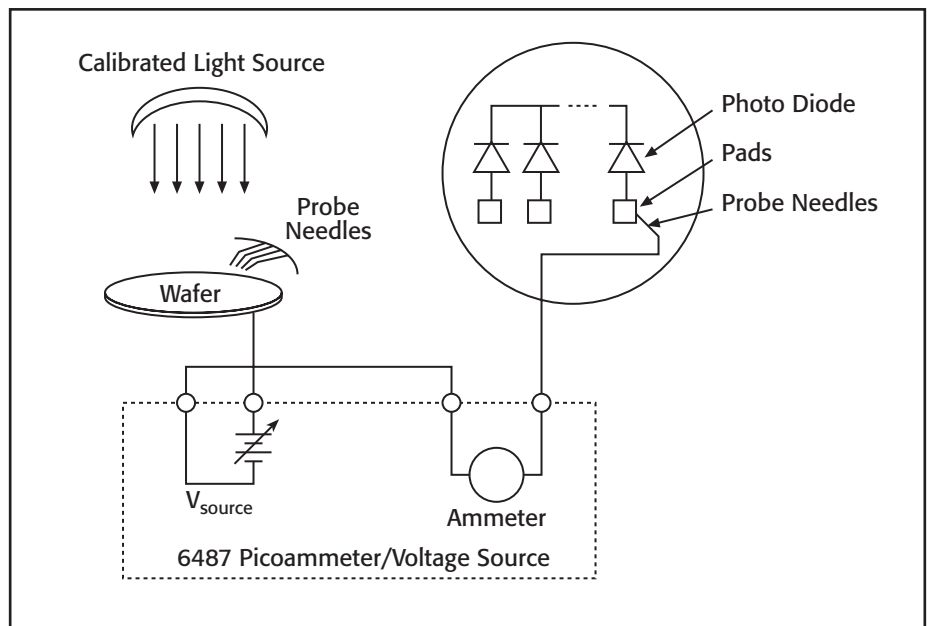 Calibrated Light Source
Probe
Needles
Wafer
Photo Diode
Pads
Probe Needles
Vsource
Ammeter
6487 Picoammeter/Voltage Source